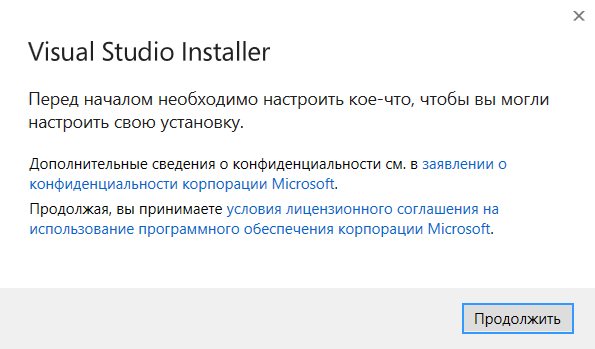 Visual Studio Installer
Перед началом необходимо настроить кое-что, чтобы вы могли
настроить свою установку.
Дополнительные сведения о конфиденциальности см. в заявлении о
конфиденциальности корпорации Microsoft.
Продолжая, вы принимаете условия лицензионного соглашения на
использование программного обеспечения корпорации Microsoft.
Продолжить